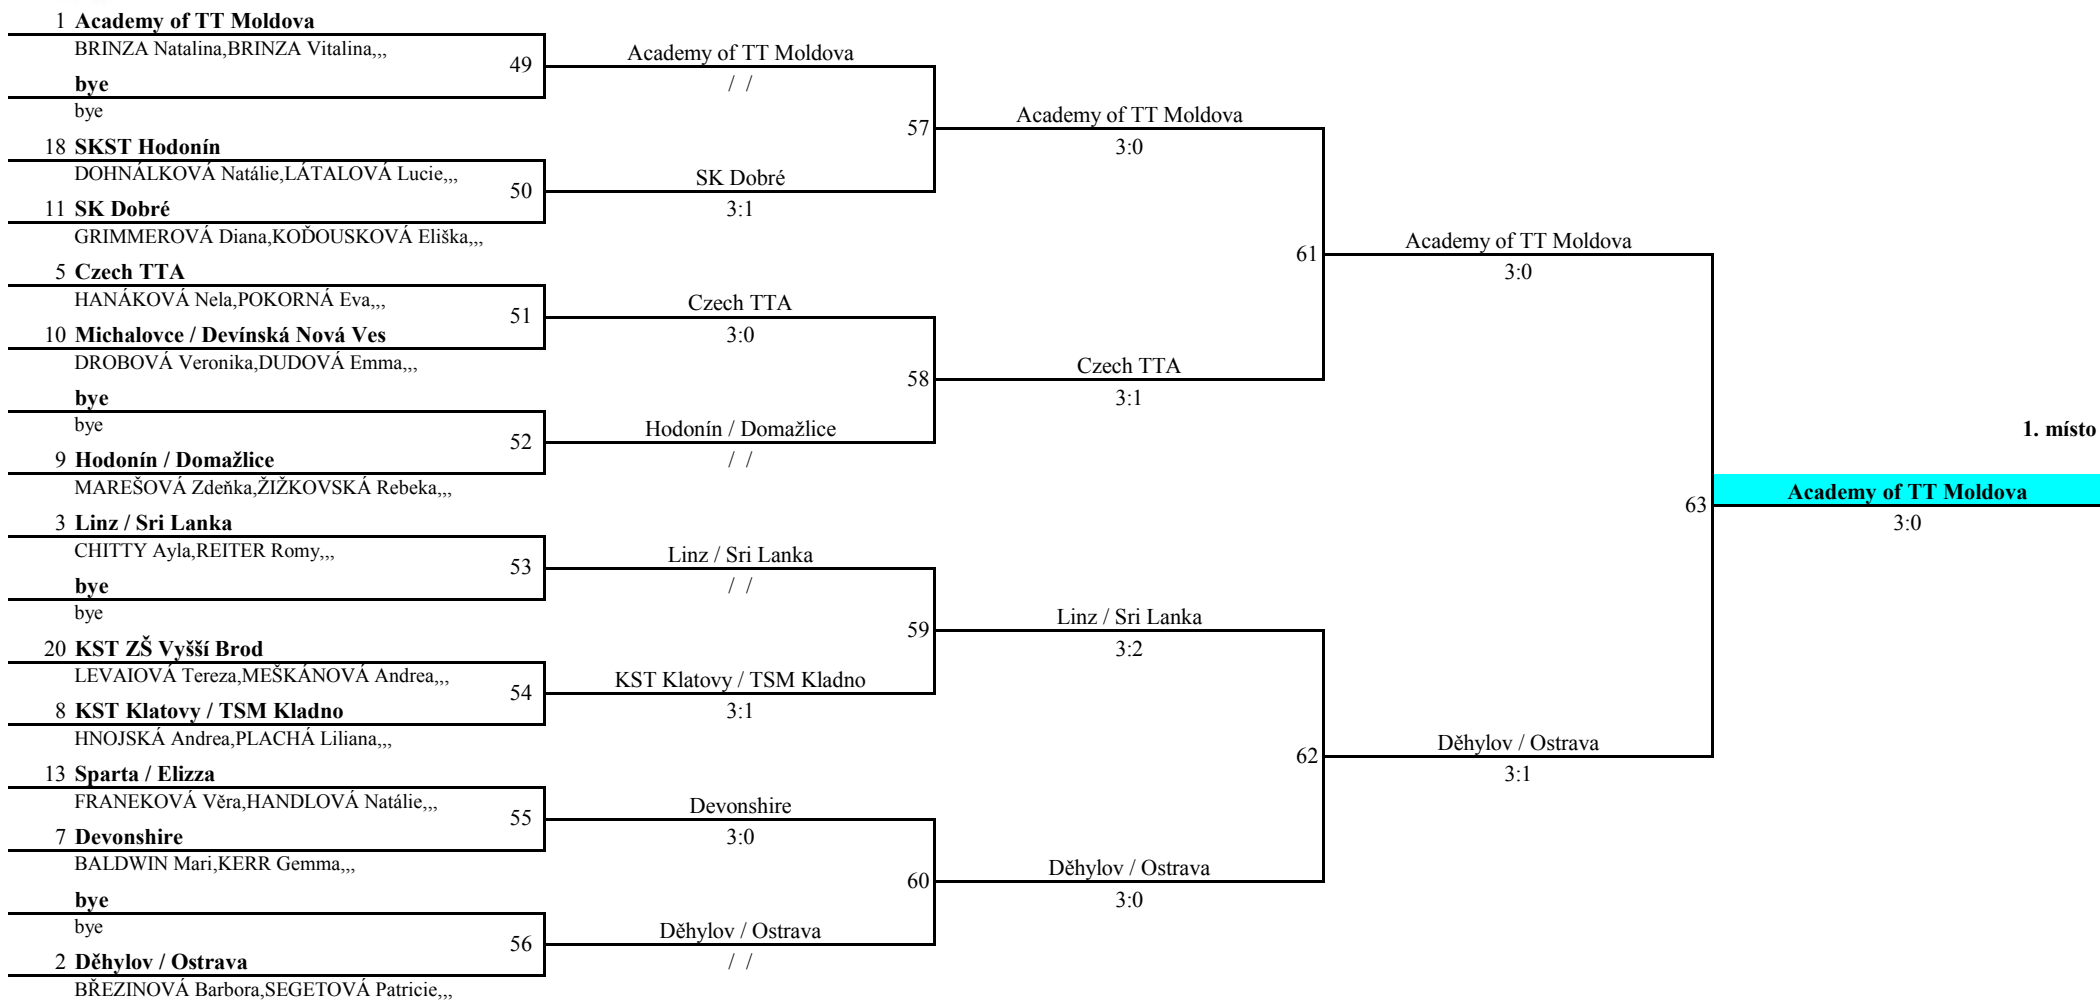 1 Academy of TT Moldova
BRINZA Natalina,BRINZA Vitalina,,,
bye
bye
18 SKST Hodonín
DOHNÁLKOVÁ Natálie,LÁTALOVÁ Lucie,,,
11 SK Dobré
GRIMMEROVÁ Diana,KOĎOUSKOVÁ Eliška,,,
5 Czech TTA
HANÁKOVÁ Nela,POKORNÁ Eva,,,
10 Michalovce / Devínská Nová Ves
DROBOVÁ Veronika,DUDOVÁ Emma,,,
bye
bye
9 Hodonín / Domažlice
MAREŠOVÁ Zdeňka,ŽIŽKOVSKÁ Rebeka,,,
3 Linz / Sri Lanka
CHITTY Ayla,REITER Romy,,,
bye
bye
20 KST ZŠ Vyšší Brod
LEVAIOVÁ Tereza,MEŠKÁNOVÁ Andrea,,,
8 KST Klatovy / TSM Kladno
HNOJSKÁ Andrea,PLACHÁ Liliana,,,
13 Sparta / Elizza
FRANEKOVÁ Věra,HANDLOVÁ Natálie,,,
7 Devonshire
BALDWIN Mari,KERR Gemma,,,
bye
bye
2 Děhylov / Ostrava
BŘEZINOVÁ Barbora,SEGETOVÁ Patricie,,,
49
50
51
52
53
54
55
56
Academy of TT Moldova
/ /
SK Dobré
3:1
Czech TTA
3:0
Hodonín / Domažlice
/ /
Linz / Sri Lanka
/ /
KST Klatovy / TSM Kladno
3:1
Devonshire
3:0
Děhylov / Ostrava
/ /
57
58
59
60
Academy of TT Moldova
3:0
Czech TTA
3:1
Linz / Sri Lanka
3:2
Děhylov / Ostrava
3:0
61
62
Academy of TT Moldova
3:0
Děhylov / Ostrava
3:1
63
1. místo
Academy of TT Moldova
3:0